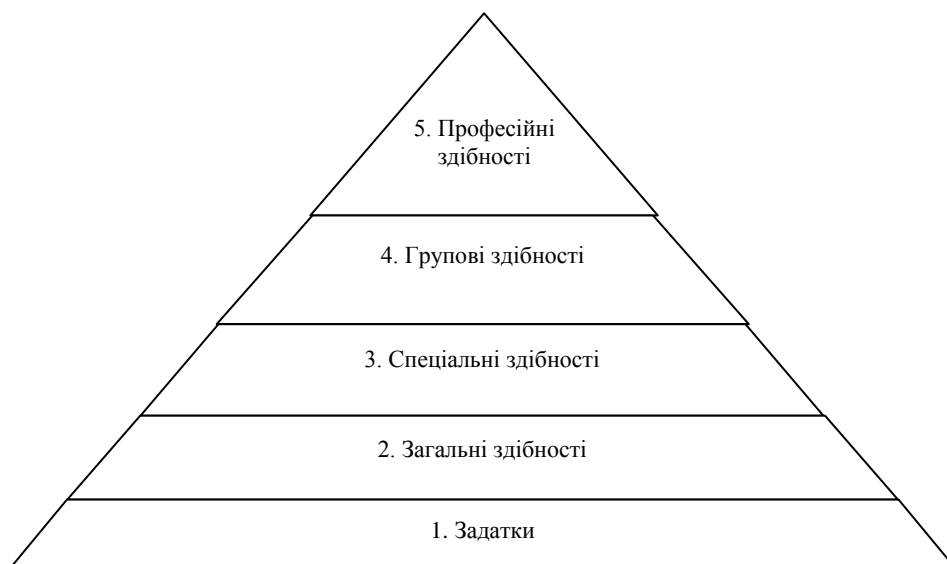 5. Професійні
здібності
4. Групові здібності
3. Спеціальні здібності
2. Загальні здібності
1. Задатки